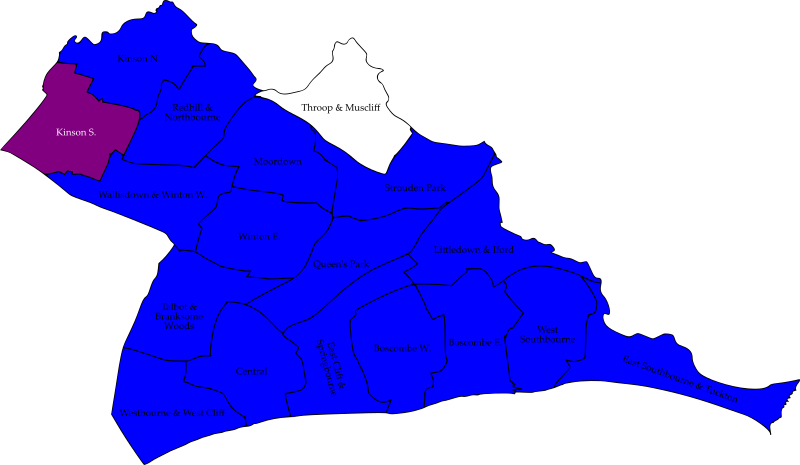 Kinson N.
Redhill &
Northbourne
Throop & Muscliff
Kinson S.
Moordown
Strouden Park
Wallisdown & Winton W.
Winton E.
Queen's Park
Littledown & Iford
Talbot &
Branksome
Woods
West
Southbourne
Central
East Cliff &
Springbourne
Boscombe W.
Boscombe E.
East Southbourne & Tuckton
Westbourne & West Cliff